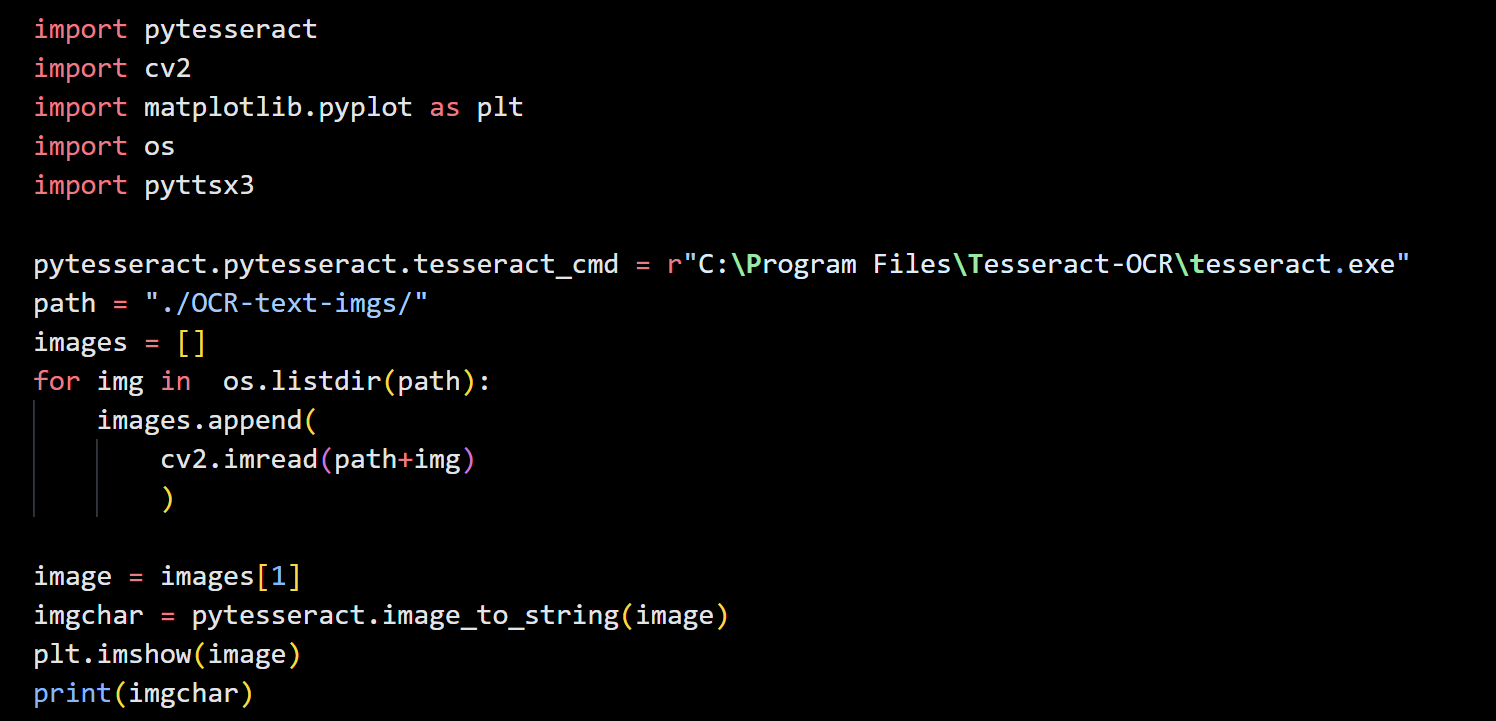 import pytesseract
import cv2
import matplotlib.pyplot as plt
import os
import pyttsx3

pytesseract.pytesseract.tesseract_cmd = r"C:\Program Files\Tesseract-OCR\tesseract.exe"
path = "./OCR-text-imgs/"
images = []
for img in  os.listdir(path):
    images.append(
        cv2.imread(path+img)
        )

image = images[1]
imgchar = pytesseract.image_to_string(image)
plt.imshow(image)
print(imgchar)